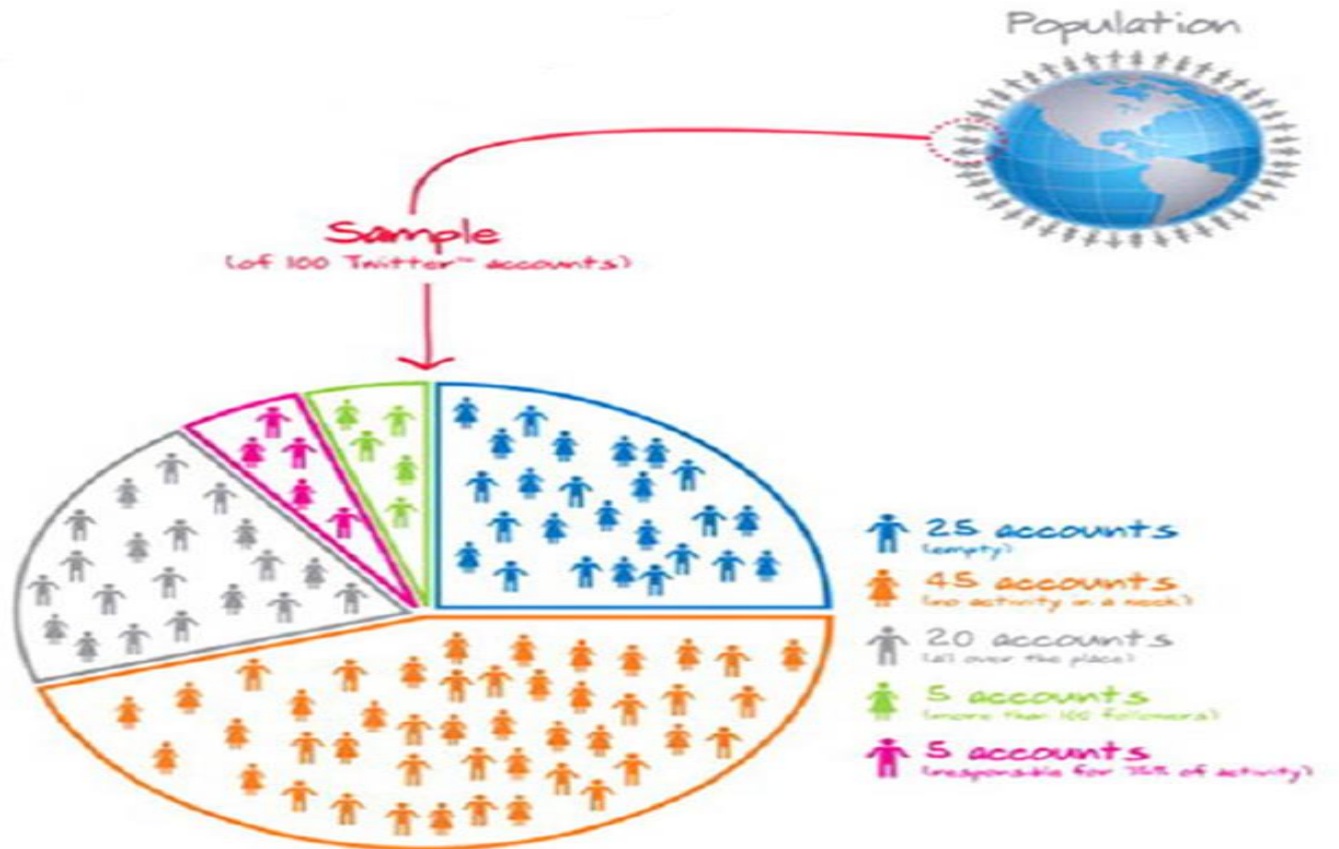 Population
Sample
(of 100 Twitter™ accounts)
25 accounts
(empty)
45 accounts
(no activity in a week)
20 accounts
(all over the place)
5 accounts
(more than 100 followers)
5 accounts
(responsible for of activity)